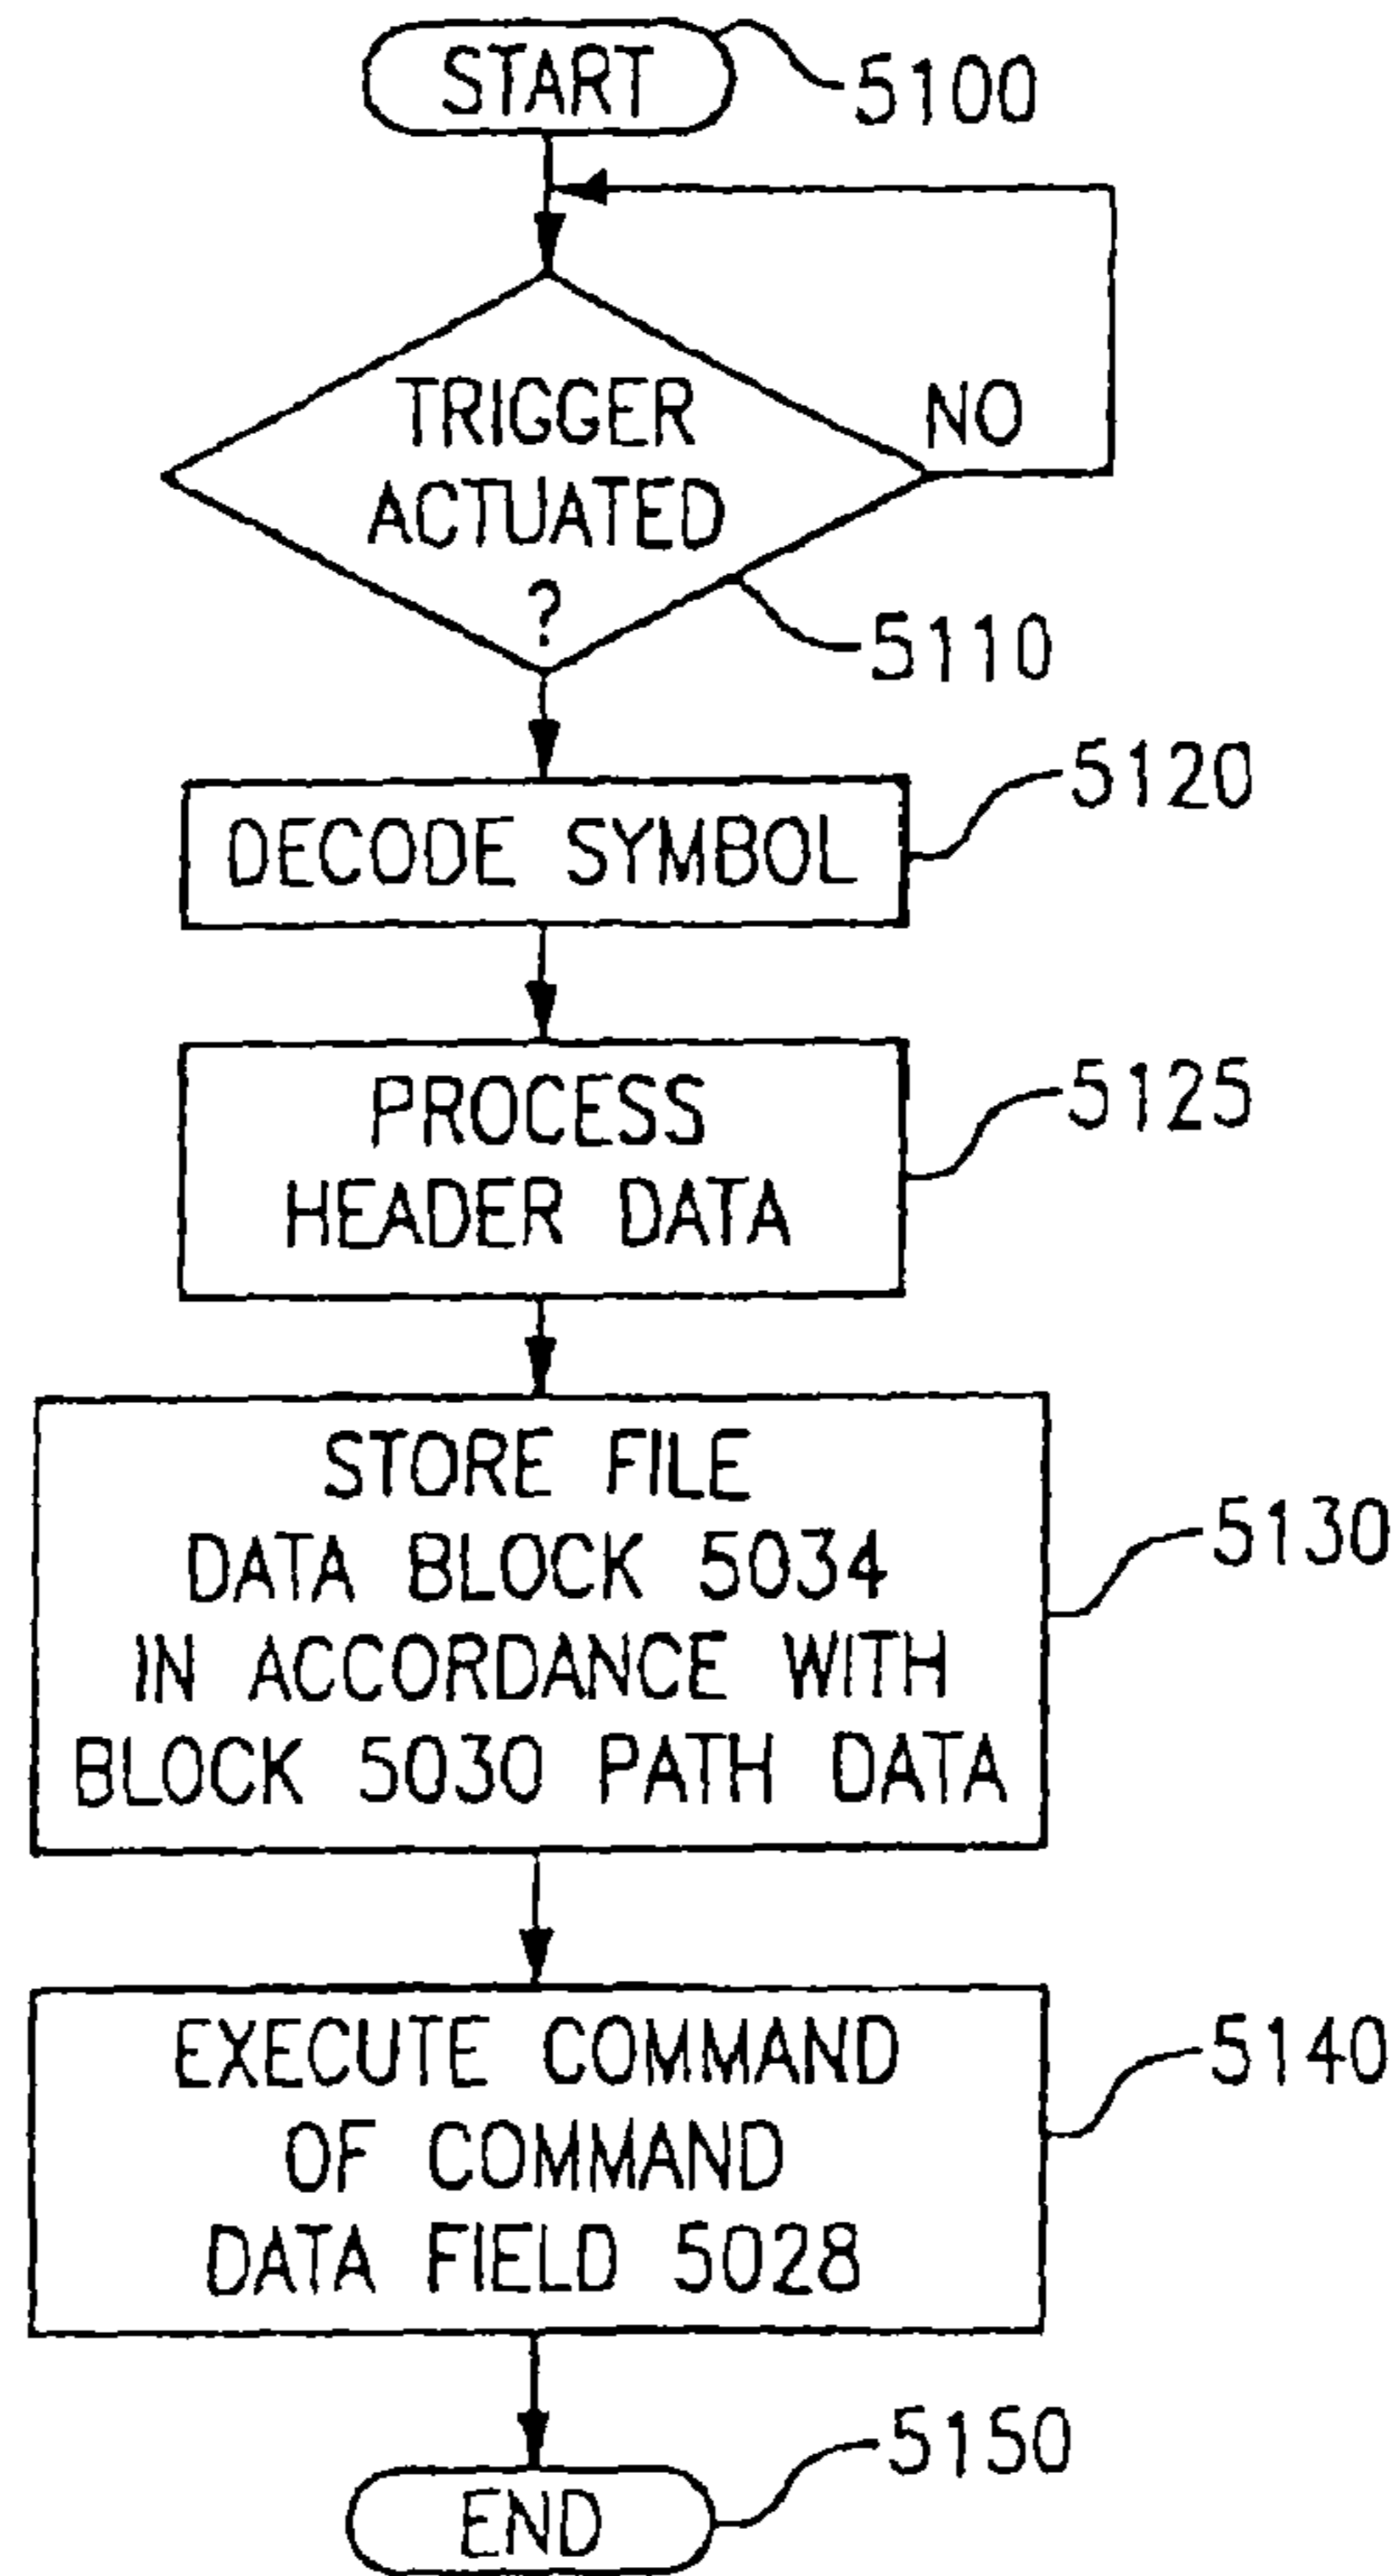 START
5100
TRIGGER
ACTUATED
?
NO
5110
DECODE SYMBOL
5120
PROCESS
HEADER DATA
5125
STORE FILE
DATA BLOCK 5034
IN ACCORDANCE WITH
BLOCK 5030 PATH DATA
5130
EXECUTE COMMAND
OF COMMAND
DATA FIELD 5028
5140
END
5150